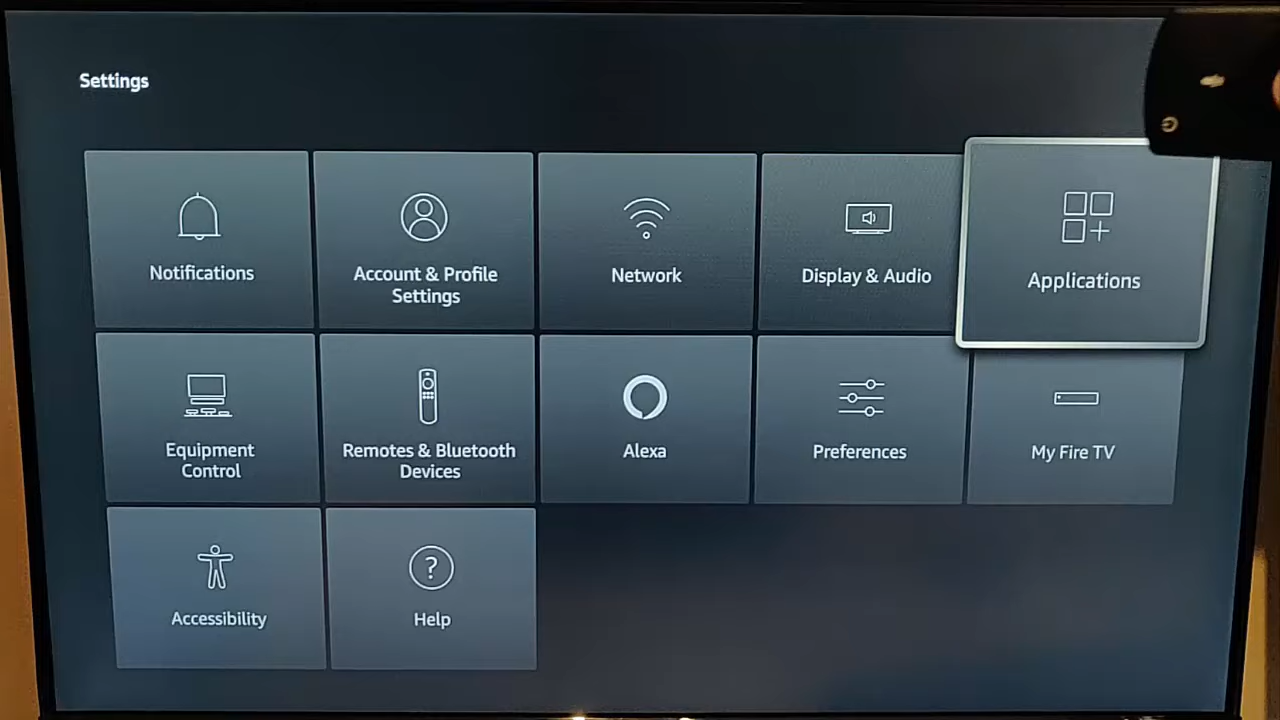 Settings
Notifications
Account & Profile
Settings
Network
Display & Audio
Applications
Equipment
Control
Remotes & Bluetooth
Devices
Alexa
Preferences
My Fire TV
Accessibility
?
Help